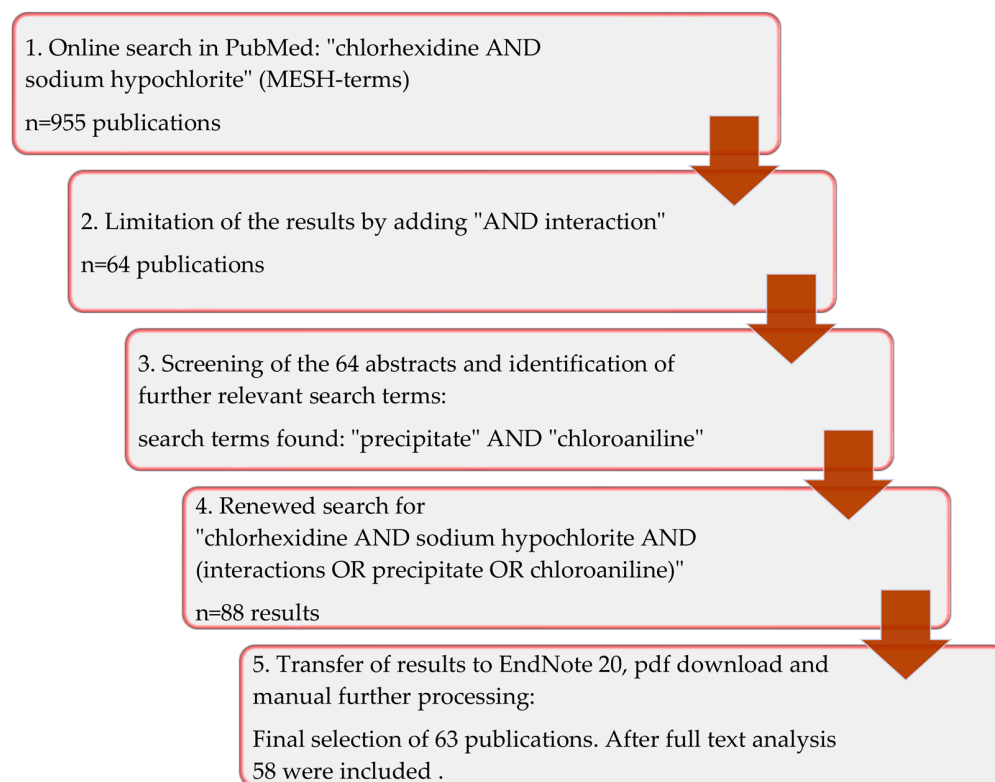 1. Online search in PubMed: "chlorhexidine AND
sodium hypochlorite" (MESH-terms)
n=955 publications
2. Limitation of the results by adding "AND interaction"
n=64 publications
3. Screening of the 64 abstracts and identification of
further relevant search terms:
search terms found: "precipitate" AND "chloroaniline"
4. Renewed search for
"chlorhexidine AND sodium hypochlorite AND
(interactions OR precipitate OR chloroaniline)"
n=88 results
5. Transfer of results to EndNote 20, pdf download and
manual further processing:
Final selection of 63 publications. After full text analysis
58 were included .